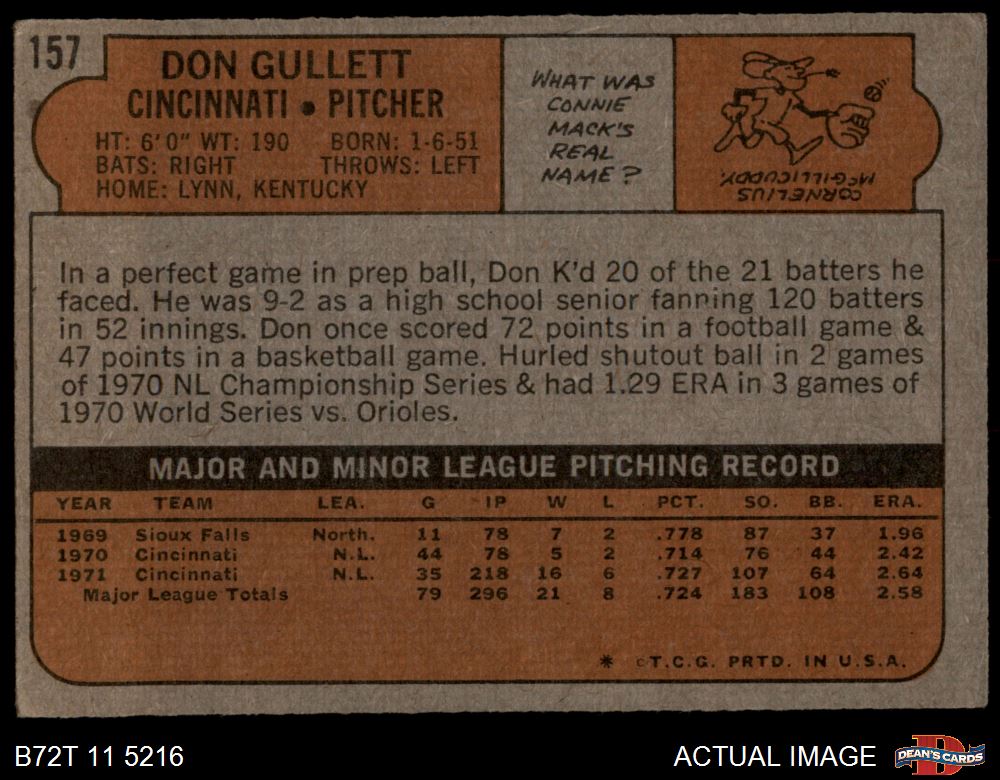 157
DON GULLETT
CINCINNATI • PITCHER
HT: 6'0" WT: 190 BORN: 1-6-51
BATS: RIGHT THROWS: LEFT
HOME: LYNN, KENTUCKY
WHAT WAS
CONNIE
MACK'S
REAL
NAME?
CORNELIUS
McGILLICUDDY.
In a perfect game in prep ball, Don K'd 20 of the 21 batters he
faced. He was 9-2 as a high school senior fanning 120 batters
in 52 innings. Don once scored 72 points in a football game &
47 points in a basketball game. Hurled shutout ball in 2 games
of 1970 NL Championship Series & had 1.29 ERA in 3 games of
1970 World Series vs. Orioles.
MAJOR AND MINOR LEAGUE PITCHING RECORD
YEAR TEAM LEA. G IP W L PCT. SO. BB. ERA.
1969 Sioux Falls North. 11 78 7 2 .778 87 37 1.96
1970 Cincinnati N.L. 44 78 5 2 .714 76 44 2.42
1971 Cincinnati N.L. 35 218 16 6 .727 107 64 2.64
Major League Totals 79 296 21 8 .724 183 108 2.58
* ©T.C.G. PRTD. IN U.S.A.
B72T 11 5216
ACTUAL IMAGE
DEAN'S CARDS